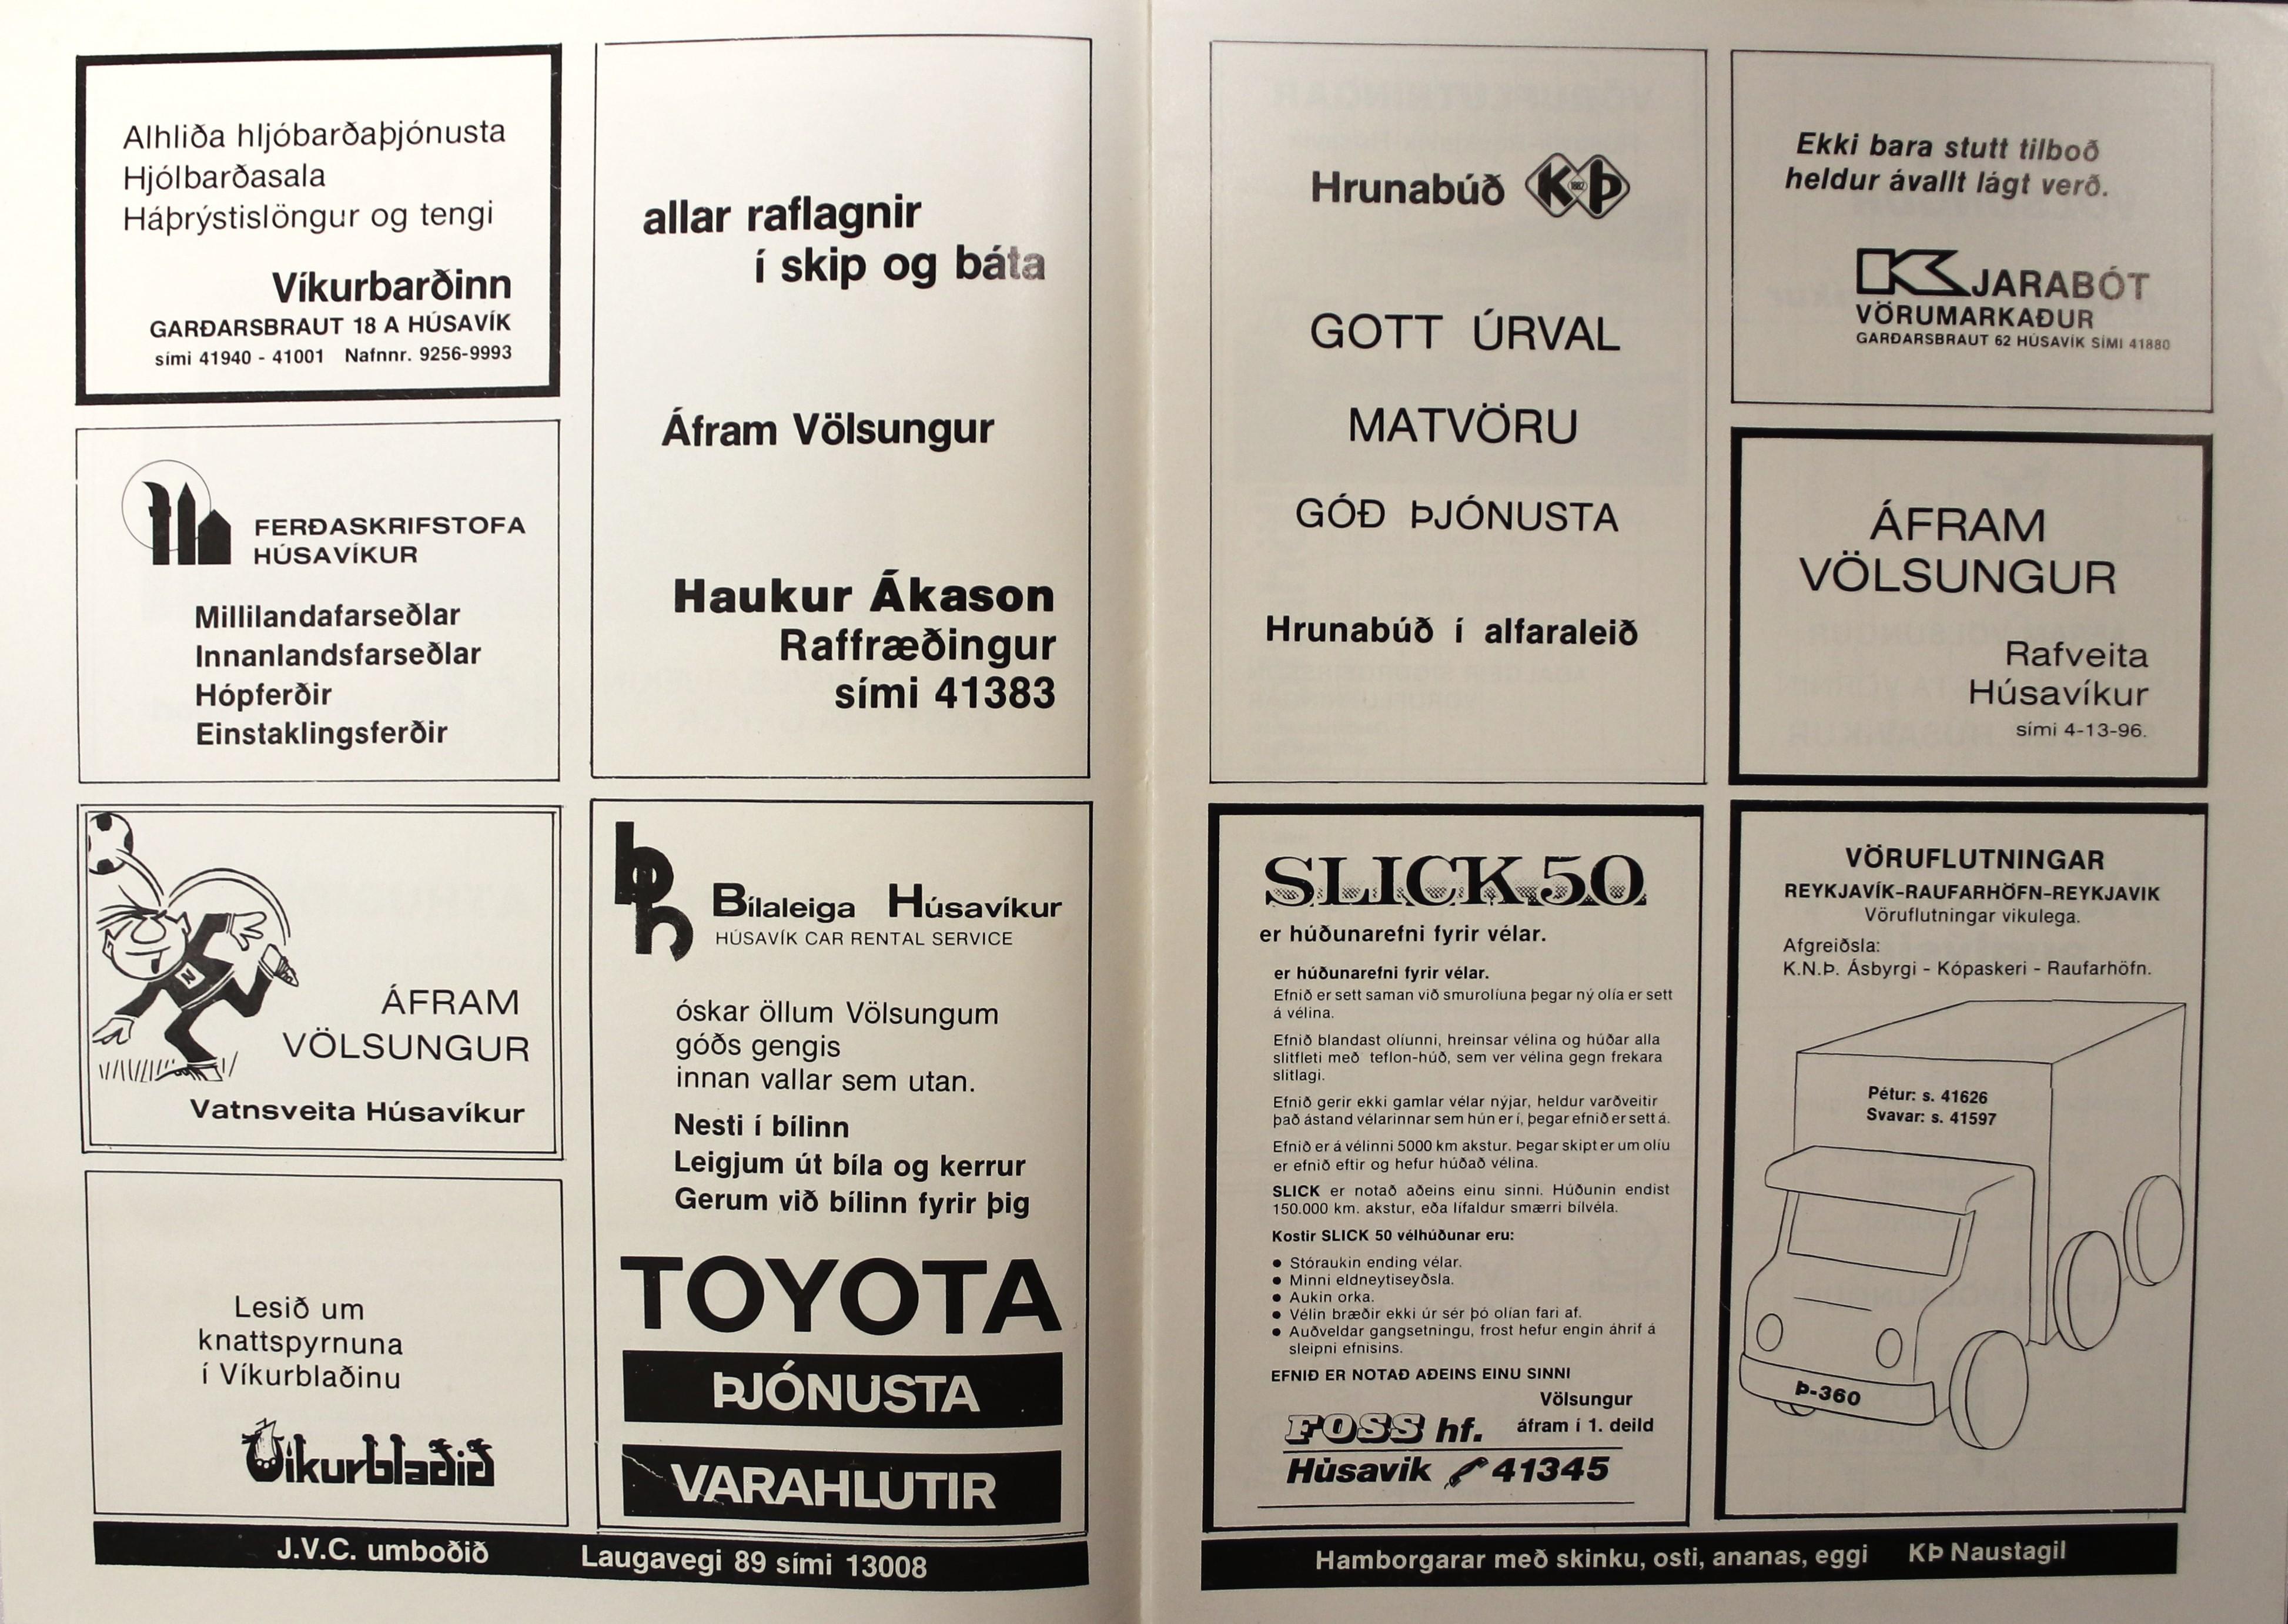 Alhliða hljóbarðaþjónusta
Hjólbarðasala
Háþrýstislöngur og tengi
Víkurbarðinn
GARÐARSBRAUT 18 A HÚSAVÍK
sími 41940 - 41001 Nafnnr. 9256-9993
FERÐASKRIFSTOFA
HÚSAVÍKUR
Millilandafarseðlar
Innanlandsfarseðlar
Hópferðir
Einstaklingsferðir
N
ÁFRAM
VÖLSUNGUR
Vatnsveita Húsavíkur
Lesið um
knattspyrnuna
í Víkurblaðinu
Víkurblaðið
allar raflagnir
í skip og báta
Áfram Völsungur
Haukur Ákason
Raffræðingur
sími 41383
Bílaleiga Húsavíkur
HÚSAVÍK CAR RENTAL SERVICE
óskar öllum Völsungum
góðs gengis
innan vallar sem utan.
Nesti í bílinn
Leigjum út bíla og kerrur
Gerum við bílinn fyrir þig
TOYOTA
ÞJÓNUSTA
VARAHLUTIR
J.V.C. umboðið Laugavegi 89 sími 13008
Hrunabúð KÞ
GOTT ÚRVAL
MATVÖRU
GÓÐ ÞJÓNUSTA
Hrunabúð í alfaraleið
Ekki bara stutt tilboð
heldur ávallt lágt verð.
KJARABÓT
VÖRUMARKAÐUR
GARÐARSBRAUT 62 HÚSAVÍK SÍMI 41880
ÁFRAM
VÖLSUNGUR
Rafveita
Húsavíkur
sími 4-13-96.
SLICK 50
er húðunarefni fyrir vélar.
er húðunarefni fyrir vélar.
Efnið er sett saman við smurolíuna þegar ný olía er sett
á vélina.
Efnið blandast olíunni, hreinsar vélina og húðar alla
slitfleti með teflon-húð, sem ver vélina gegn frekara
slitlagi.
Efnið gerir ekki gamlar vélar nýjar, heldur varðveitir
það ástand vélarinnar sem hún er í, þegar efnið er sett á.
Efnið er á vélinni 5000 km akstur. Þegar skipt er um olíu
er efnið eftir og hefur húðað vélina.
SLICK er notað aðeins einu sinni. Húðunin endist
150.000 km. akstur, eða lífaldur smærri bílvéla.
Kostir SLICK 50 vélhúðunar eru:
● Stóraukin ending vélar.
● Minni eldneytiseyðsla.
● Aukin orka.
● Vélin bræðir ekki úr sér þó olían fari af.
● Auðveldar gangsetningu, frost hefur engin áhrif á
sleipni efnisins.
EFNIÐ ER NOTAÐ AÐEINS EINU SINNI
Völsungur
áfram í 1. deild
FOSS hf.
Húsavik 41345
VÖRUFLUTNINGAR
REYKJAVÍK-RAUFARHÖFN-REYKJAVIK
Vöruflutningar vikulega.
Afgreiðsla:
K.N.Þ. Ásbyrgi - Kópaskeri - Raufarhöfn.
Pétur: s. 41626
Svavar: s. 41597
Þ-360
Hamborgarar með skinku, osti, ananas, eggi KÞ Naustagil